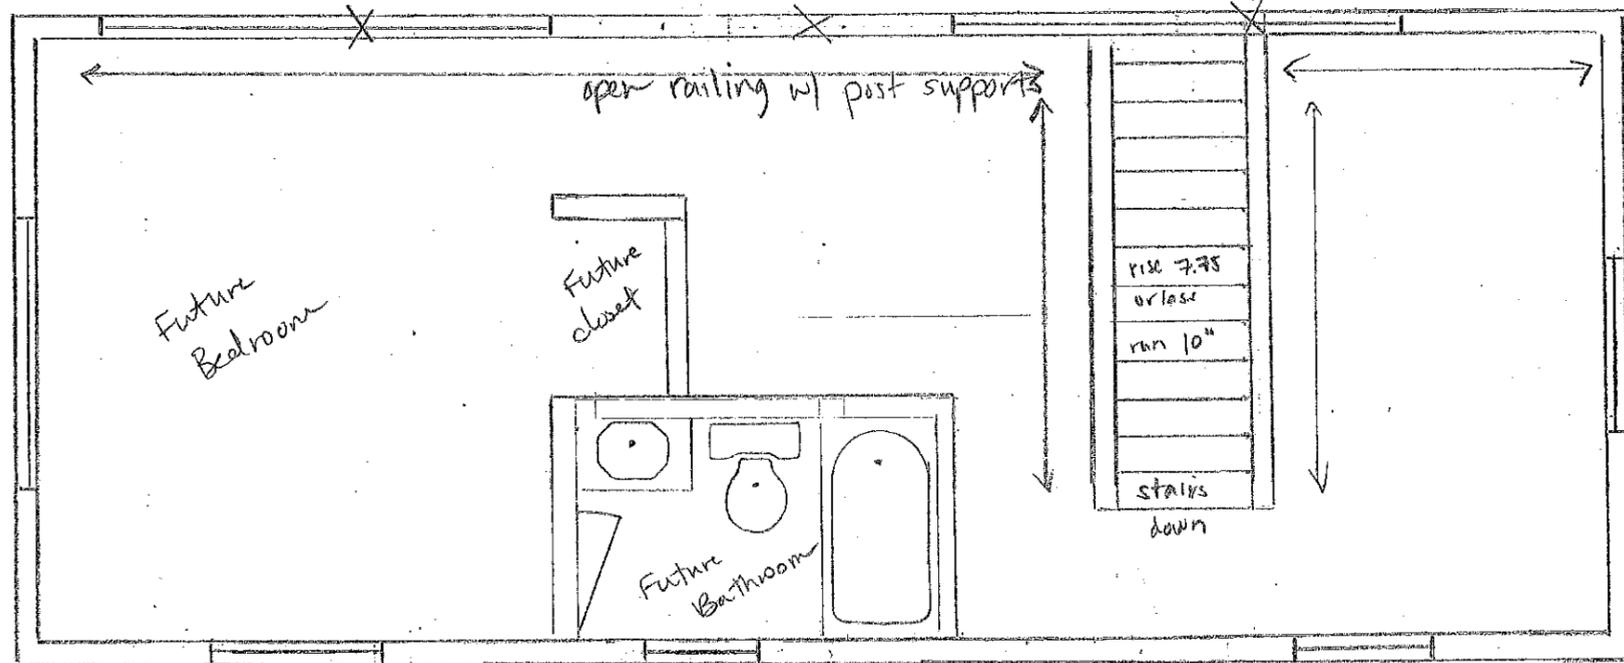 open railing w/ post supports
Future
Bedroom
Future
closet
rise 7.75
or less
run 10"
stairs
down
Future
Bathroom